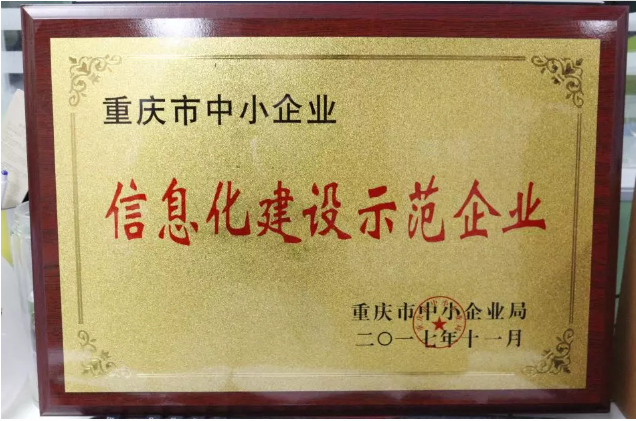 重庆市中小企业
信息化建设示范企业
重庆市中小企业局
二〇一七年十一月